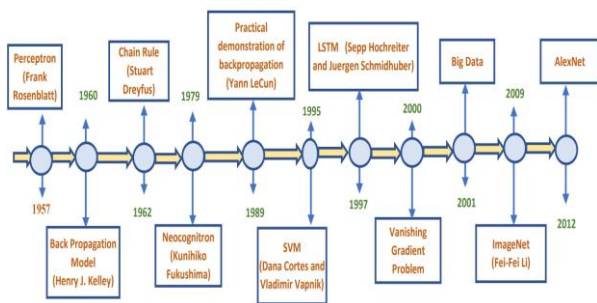 Perceptron
(Frank
Rosenblatt)
1957
1960
Back Propagation
Model
(Henry J. Kelley)
Chain Rule
(Stuart
Dreyfus)
1962
1979
Neocognitron
(Kunihiko
Fukushima)
Practical
demonstration of
backpropagation
(Yann LeCun)
1989
1995
SVM
(Dana Cortes and
Vladimir Vapnik)
LSTM (Sepp Hochreiter
and Juergen Schmidhuber)
1997
2000
Vanishing
Gradient
Problem
Big Data
2001
2009
ImageNet
(Fei-Fei Li)
AlexNet
2012